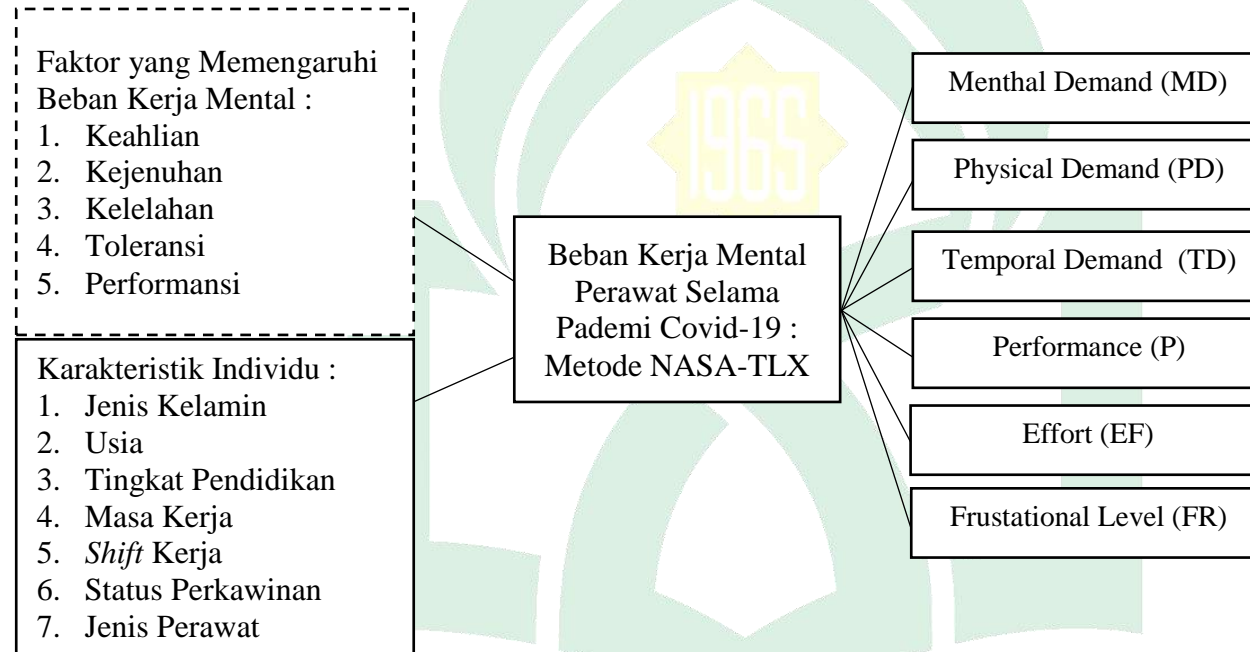 Faktor yang Memengaruhi
Beban Kerja Mental :
1. Keahlian
2. Kejenuhan
3. Kelelahan
4. Toleransi
5. Performansi
Karakteristik Individu :
1. Jenis Kelamin
2. Usia
3. Tingkat Pendidikan
4. Masa Kerja
5. Shift Kerja
6. Status Perkawinan
7. Jenis Perawat
1965
Beban Kerja Mental
Perawat Selama
Pademi Covid-19 :
Metode NASA-TLX
Menthal Demand (MD)
Physical Demand (PD)
Temporal Demand (TD)
Performance (P)
Effort (EF)
Frustational Level (FR)